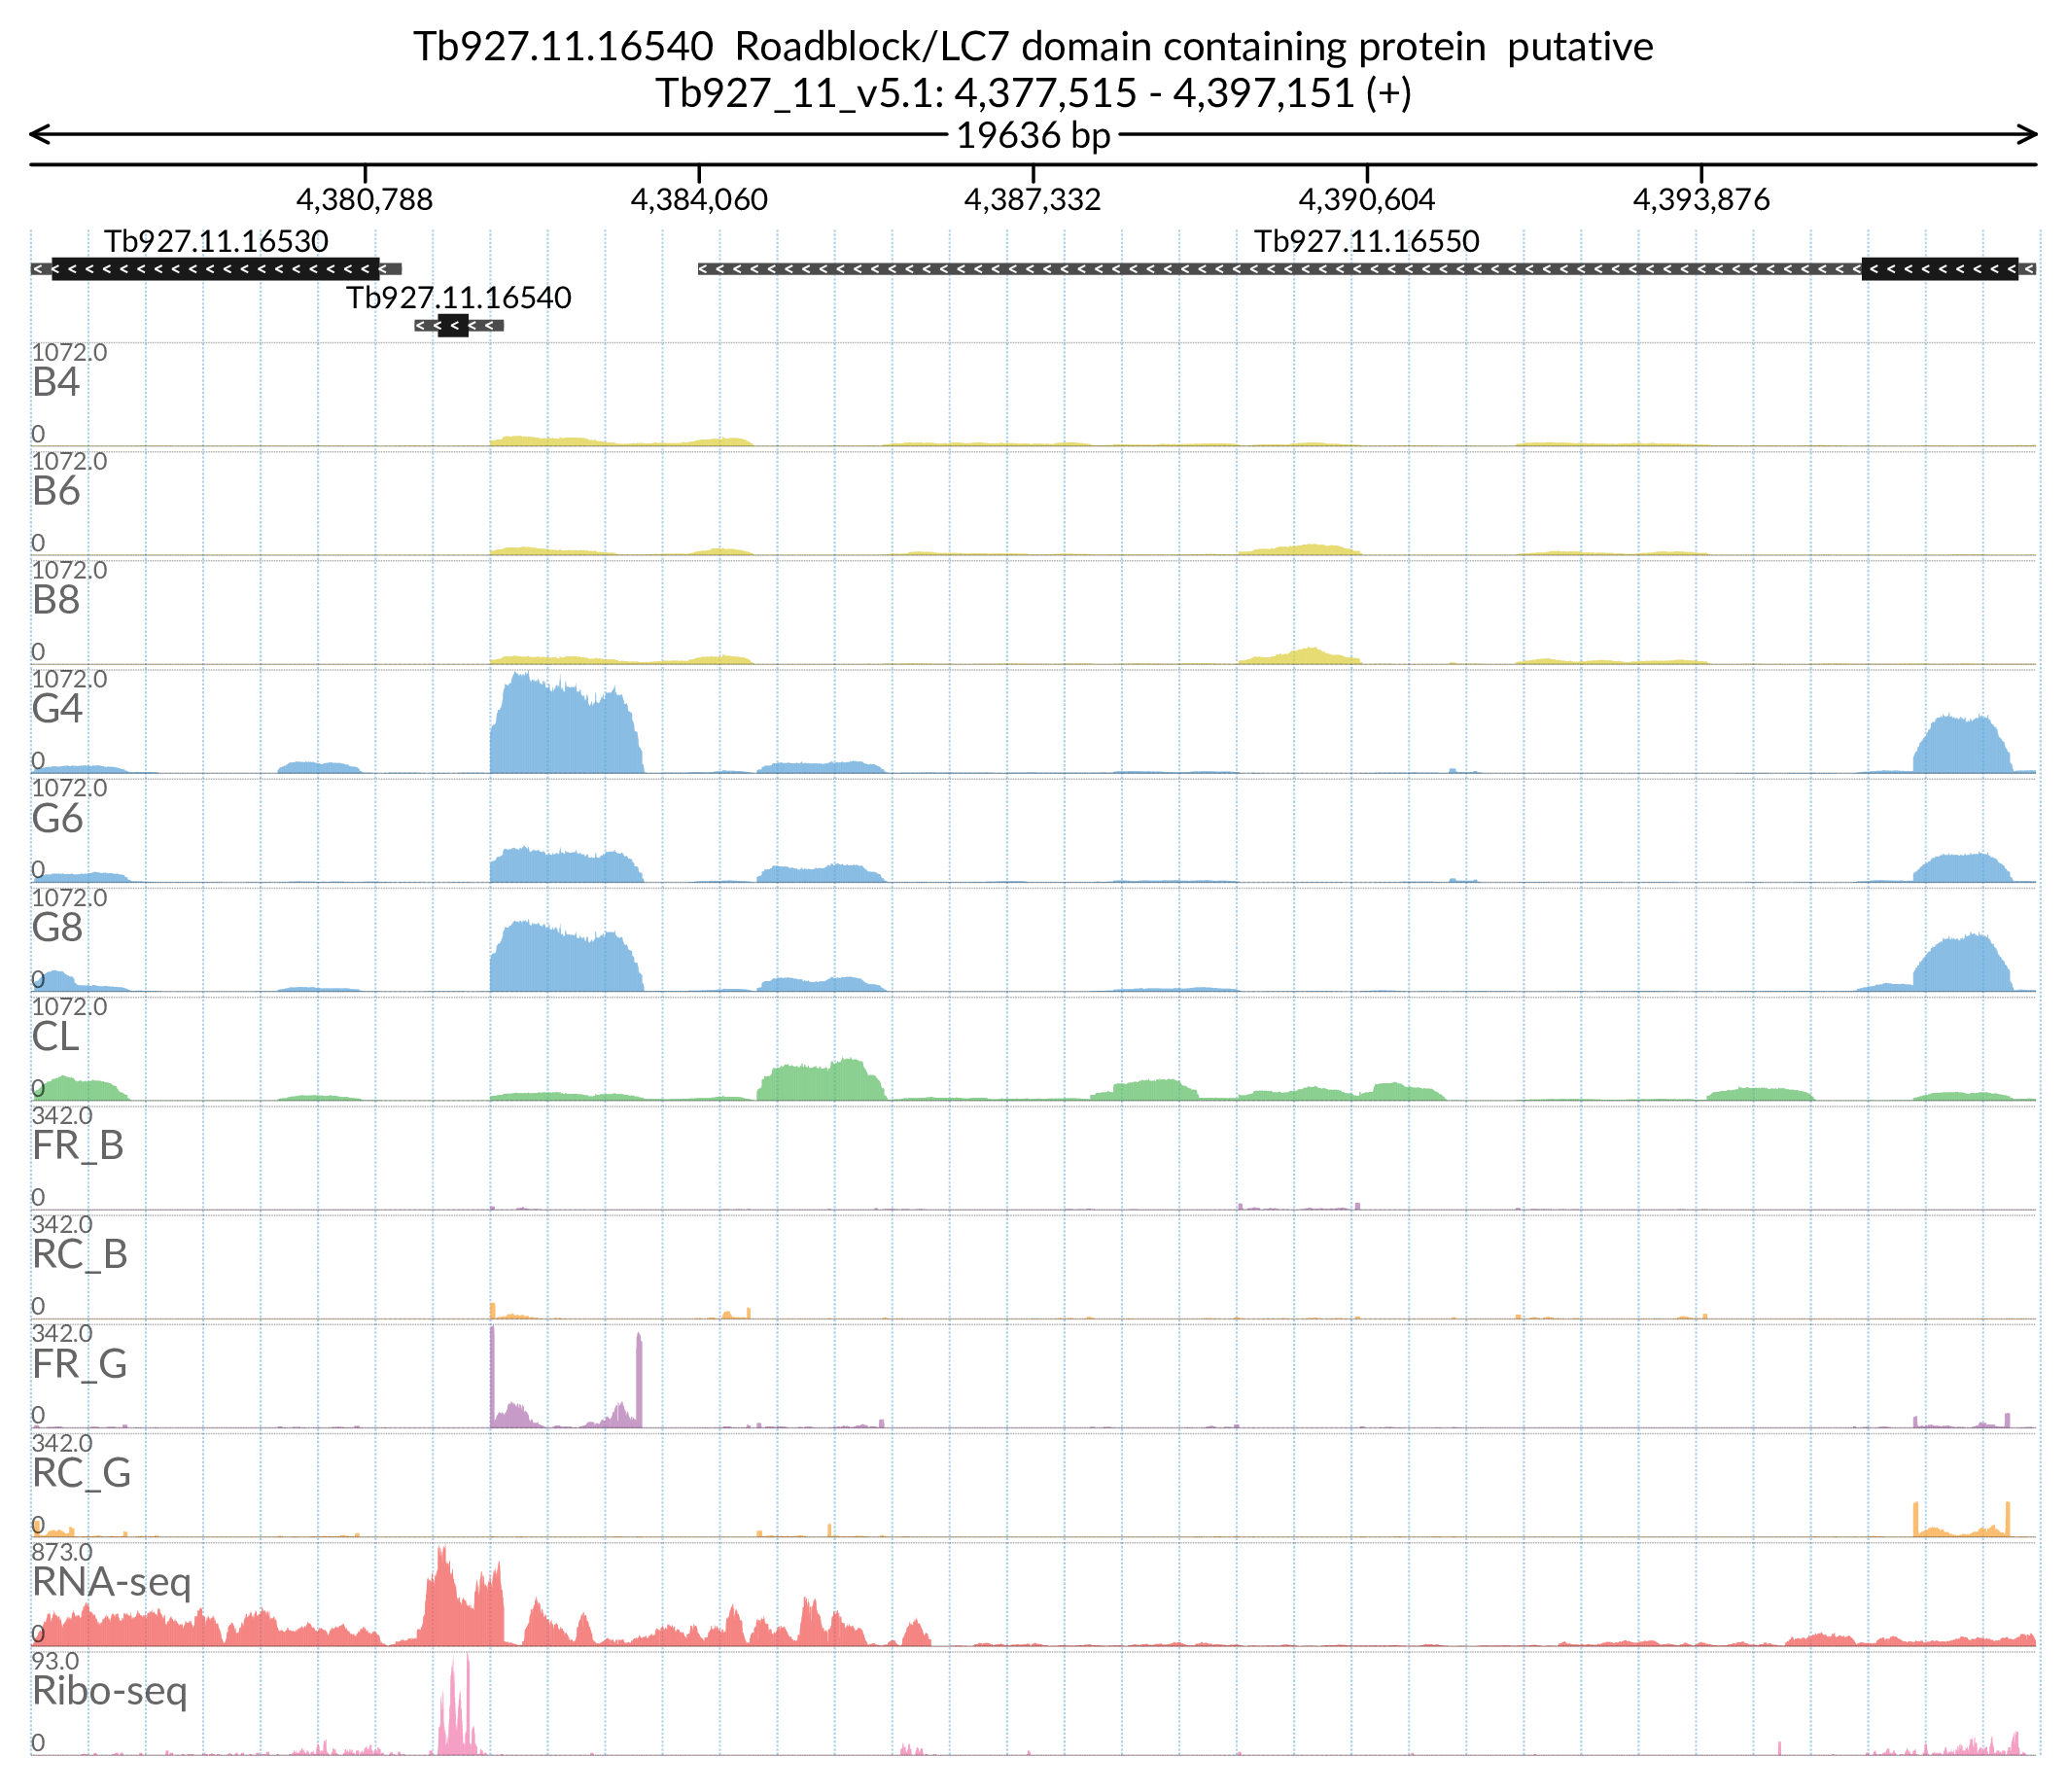 Tb927.11.16540 Roadblock/LC7 domain containing protein putative
Tb927_11_v5.1: 4,377,515 - 4,397,151 (+)
19636 bp
4,380,788 4,384,060 4,387,332 4,390,604 4,393,876
Tb927.11.16530 Tb927.11.16550
Tb927.11.16540
1072.0
B4
0
1072.0
B6
0
1072.0
B8
0
1072.0
G4
0
1072.0
G6
0
1072.0
G8
0
1072.0
CL
0
342.0
FR_B
0
342.0
RC_B
0
342.0
FR_G
0
342.0
RC_G
0
873.0
RNA-seq
0
93.0
Ribo-seq
0